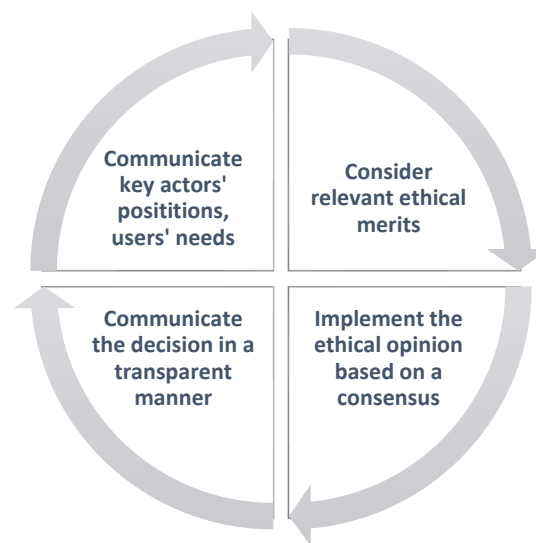 Communicate
key actors'
posititions,
users' needs
Consider
relevant ethical
merits
Communicate
the decision in a
transparent
manner
Implement the
ethical opinion
based on a
consensus